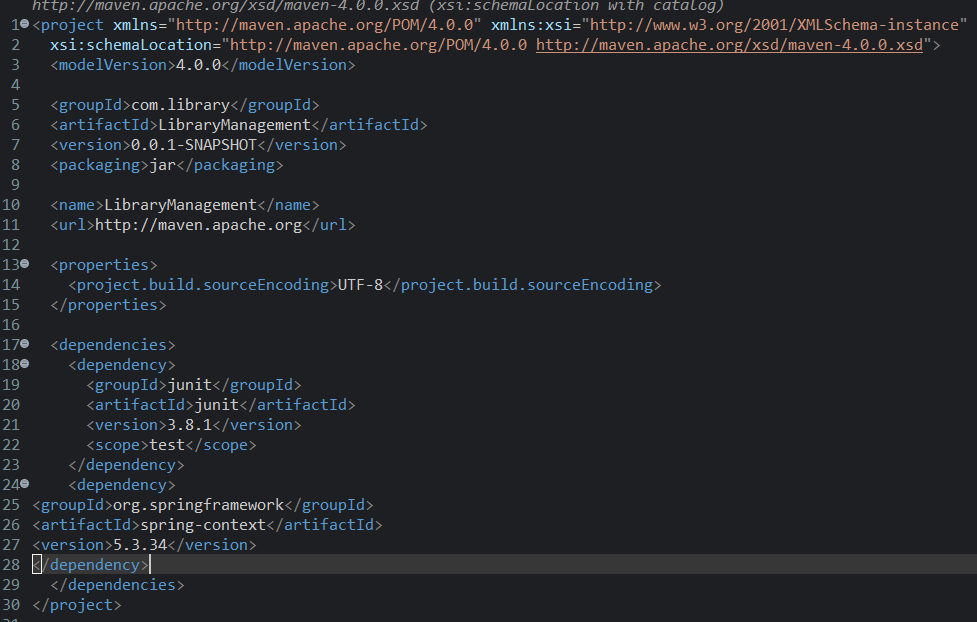 http://maven.apache.org/xsd/maven-4.0.0.xsd (xsi:schemaLocation with catalog)
1 <project xmlns="http://maven.apache.org/POM/4.0.0" xmlns:xsi="http://www.w3.org/2001/XMLSchema-instance"
2   xsi:schemaLocation="http://maven.apache.org/POM/4.0.0 http://maven.apache.org/xsd/maven-4.0.0.xsd">
3   <modelVersion>4.0.0</modelVersion>
4
5   <groupId>com.library</groupId>
6   <artifactId>LibraryManagement</artifactId>
7   <version>0.0.1-SNAPSHOT</version>
8   <packaging>jar</packaging>
9
10   <name>LibraryManagement</name>
11   <url>http://maven.apache.org</url>
12
13   <properties>
14     <project.build.sourceEncoding>UTF-8</project.build.sourceEncoding>
15   </properties>
16
17   <dependencies>
18     <dependency>
19       <groupId>junit</groupId>
20       <artifactId>junit</artifactId>
21       <version>3.8.1</version>
22       <scope>test</scope>
23     </dependency>
24     <dependency>
25 <groupId>org.springframework</groupId>
26 <artifactId>spring-context</artifactId>
27 <version>5.3.34</version>
28 </dependency>
29   </dependencies>
30 </project>
31